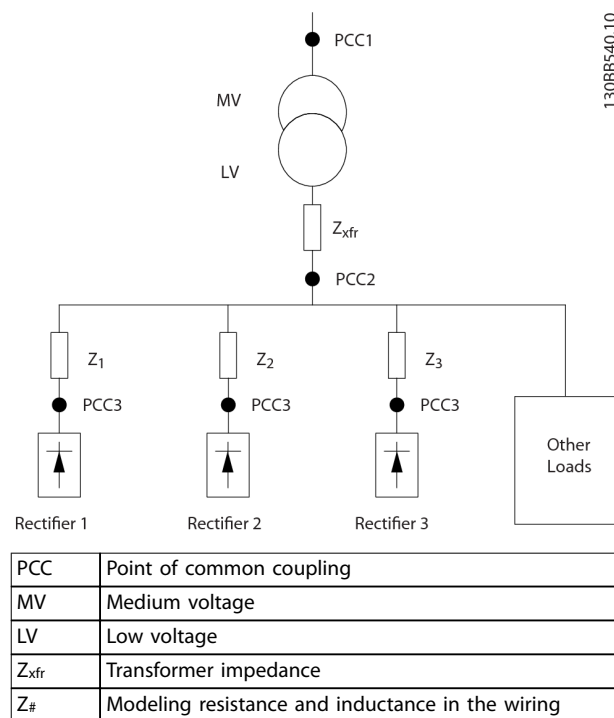 PCC1
130BB540.10
MV
LV
Zxfr
PCC2
Z1 Z2 Z3
PCC3 PCC3 PCC3
Other
Loads
Rectifier 1 Rectifier 2 Rectifier 3
PCC Point of common coupling
MV Medium voltage
LV Low voltage
Zxfr Transformer impedance
Z# Modeling resistance and inductance in the wiring